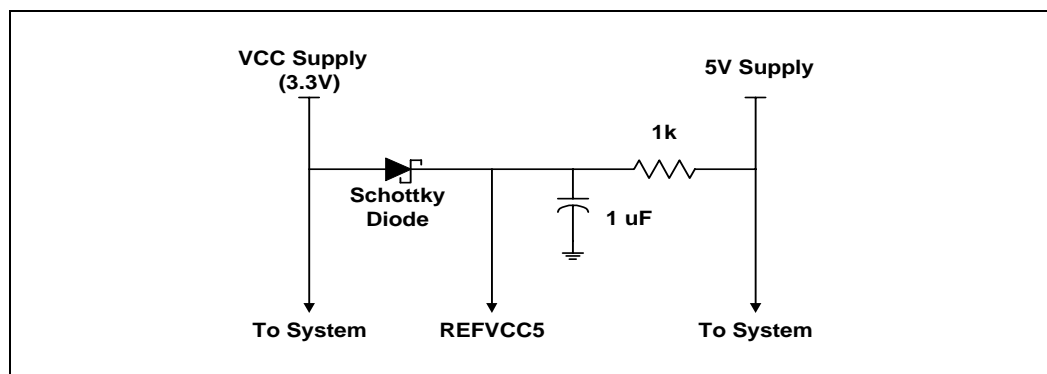 VCC Supply
(3.3V)
5V Supply
1k
Schottky
Diode
1 uF
To System
REFVCC5
To System